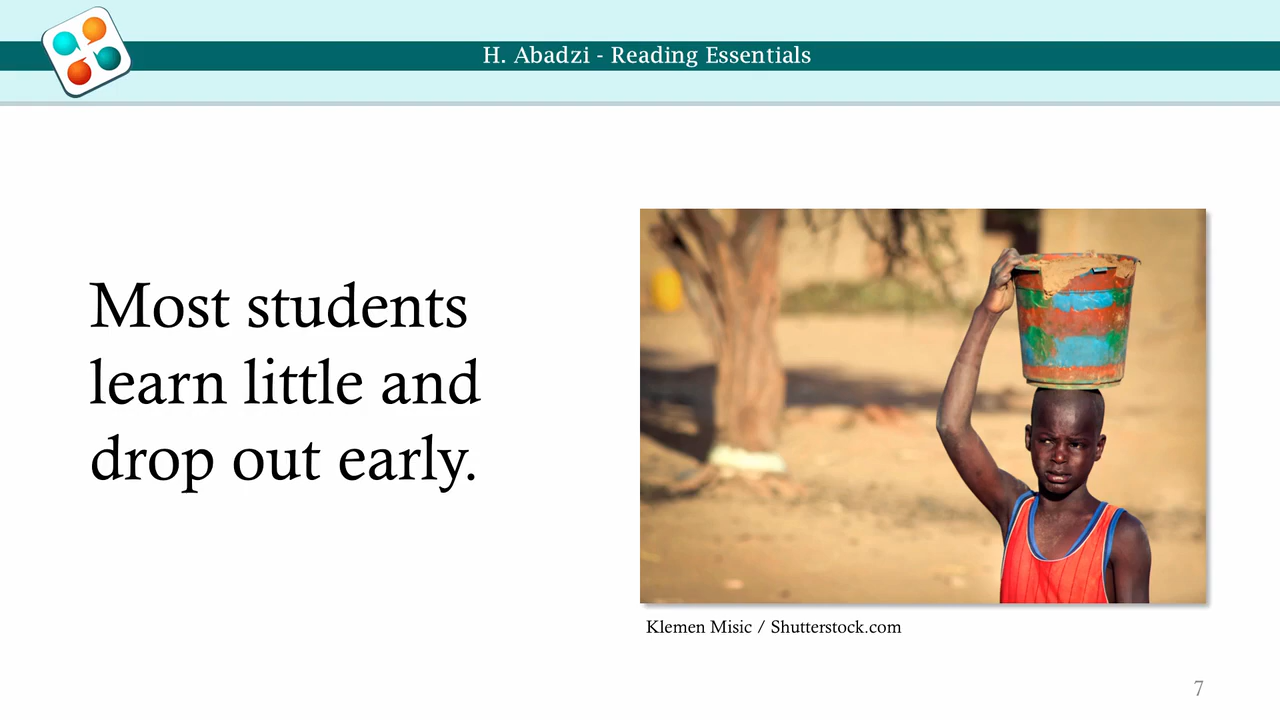 H. Abadzi - Reading Essentials
Most students
learn little and
drop out early.
Klemen Misic / Shutterstock.com
7